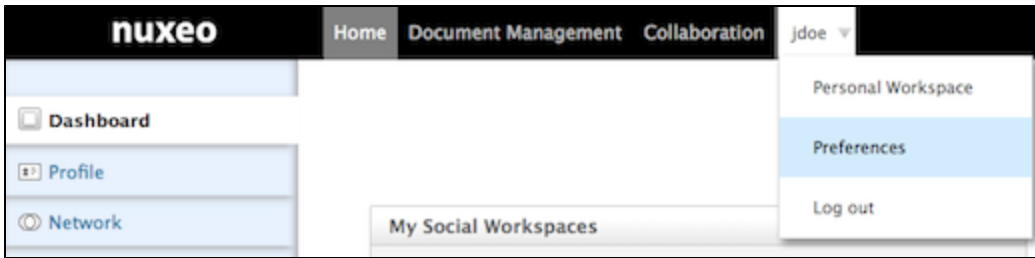 nuxeo Home Document Management Collaboration jdoe
Personal Workspace
Dashboard
Preferences
Profile
Log out
Network
My Social Workspaces